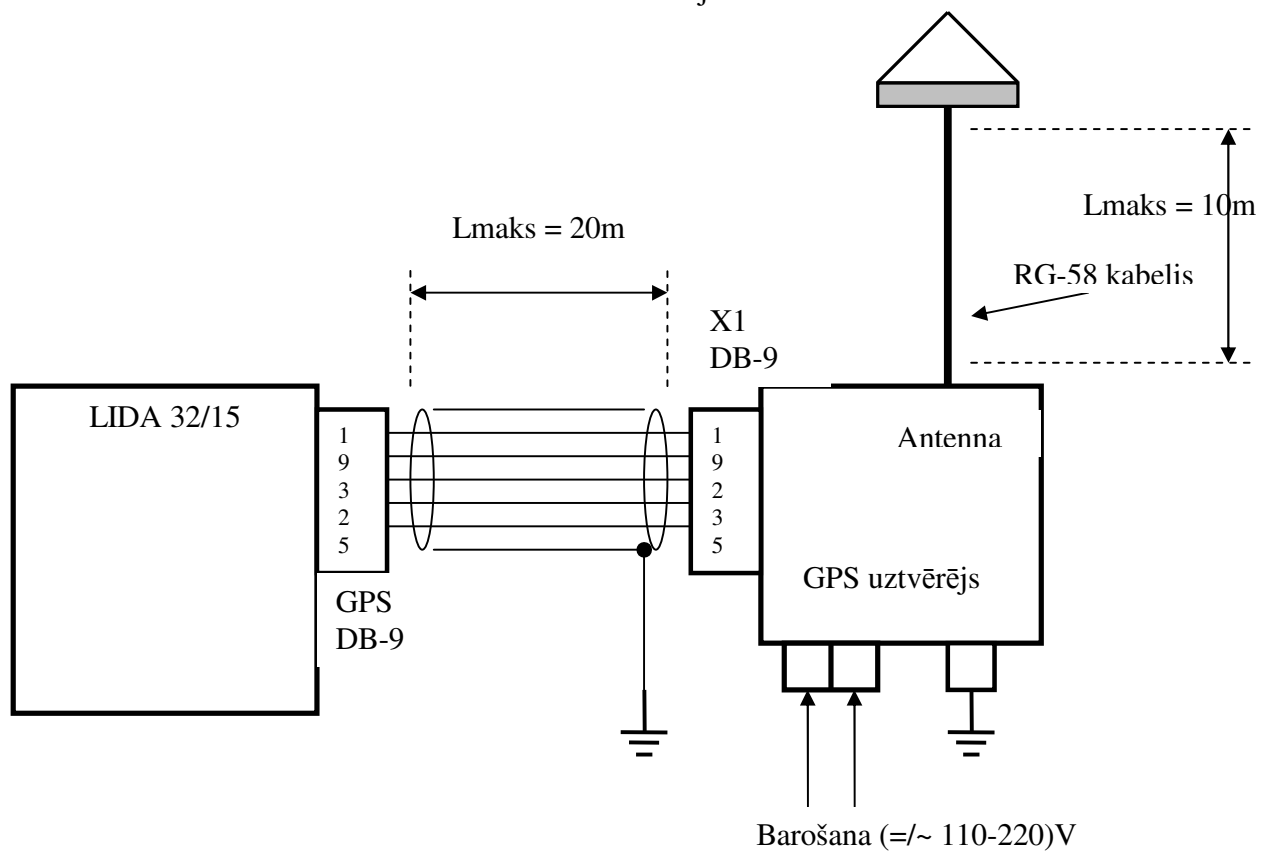 Lmaks = 10m
Lmaks = 20m
RG-58 kabelis
X1
DB-9
LIDA 32/15
1
9
3
2
5
1
9
2
3
5
Antenna
GPS uztvērējs
GPS
DB-9
Barošana (=/~ 110-220)V